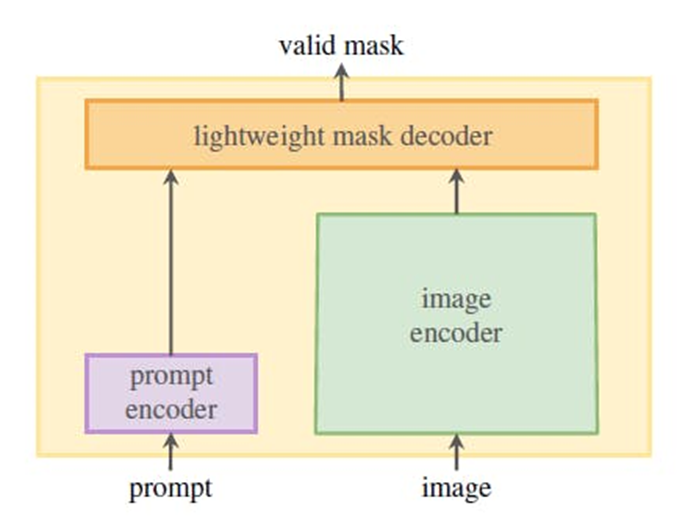 valid mask
lightweight mask decoder
image
encoder
prompt
encoder
prompt
image